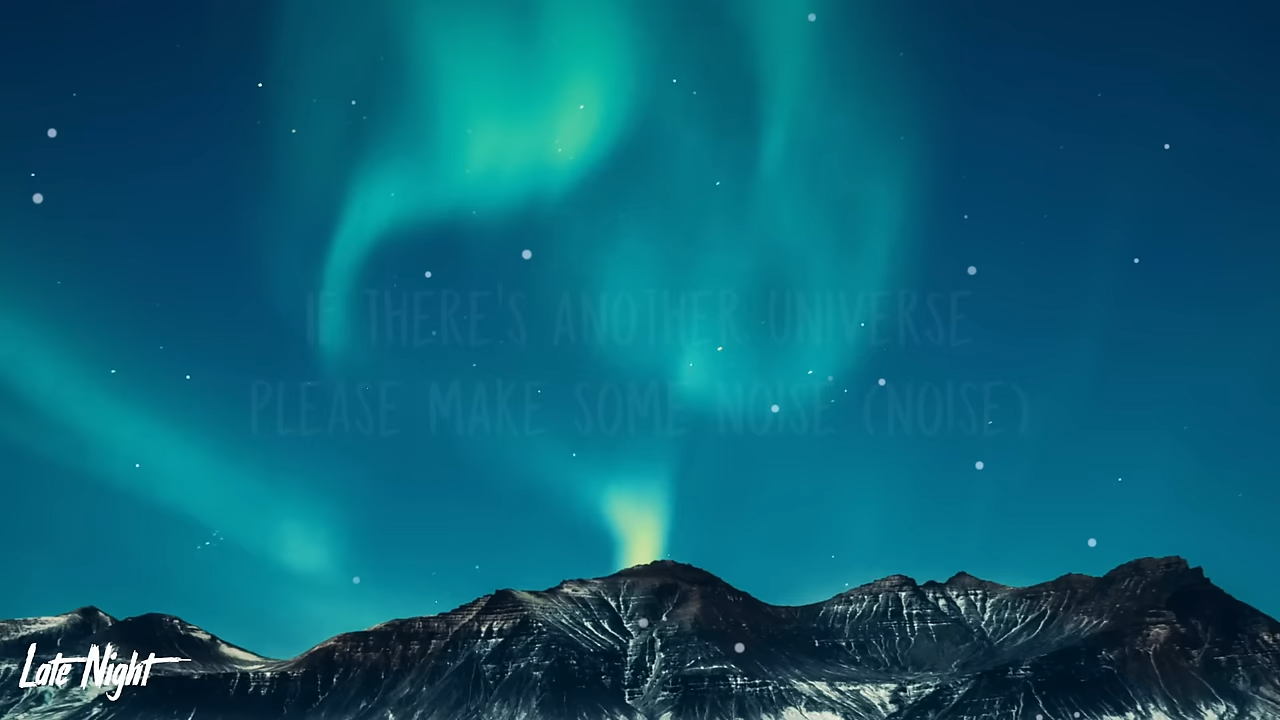 IF THERE'S ANOTHER UNIVERSE
PLEASE MAKE SOME NOISE (NOISE)
Late Night